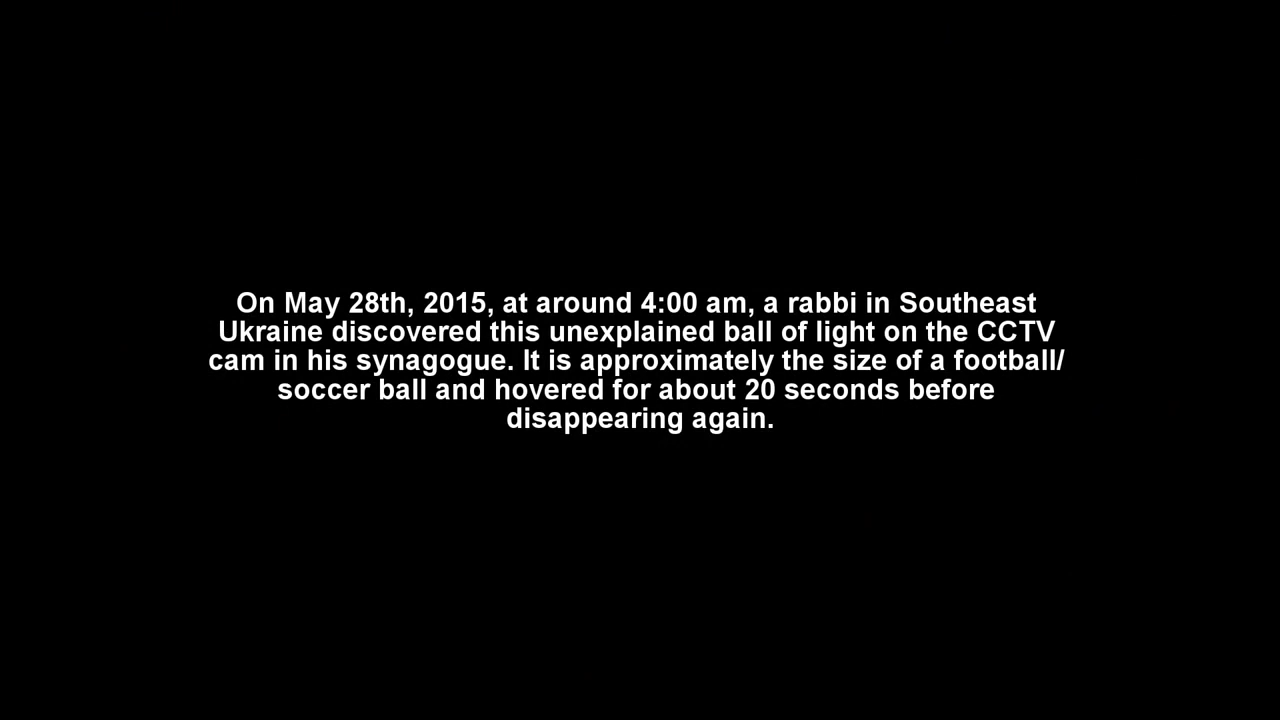 On May 28th, 2015, at around 4:00 am, a rabbi in Southeast
Ukraine discovered this unexplained ball of light on the CCTV
cam in his synagogue. It is approximately the size of a football/
soccer ball and hovered for about 20 seconds before
disappearing again.